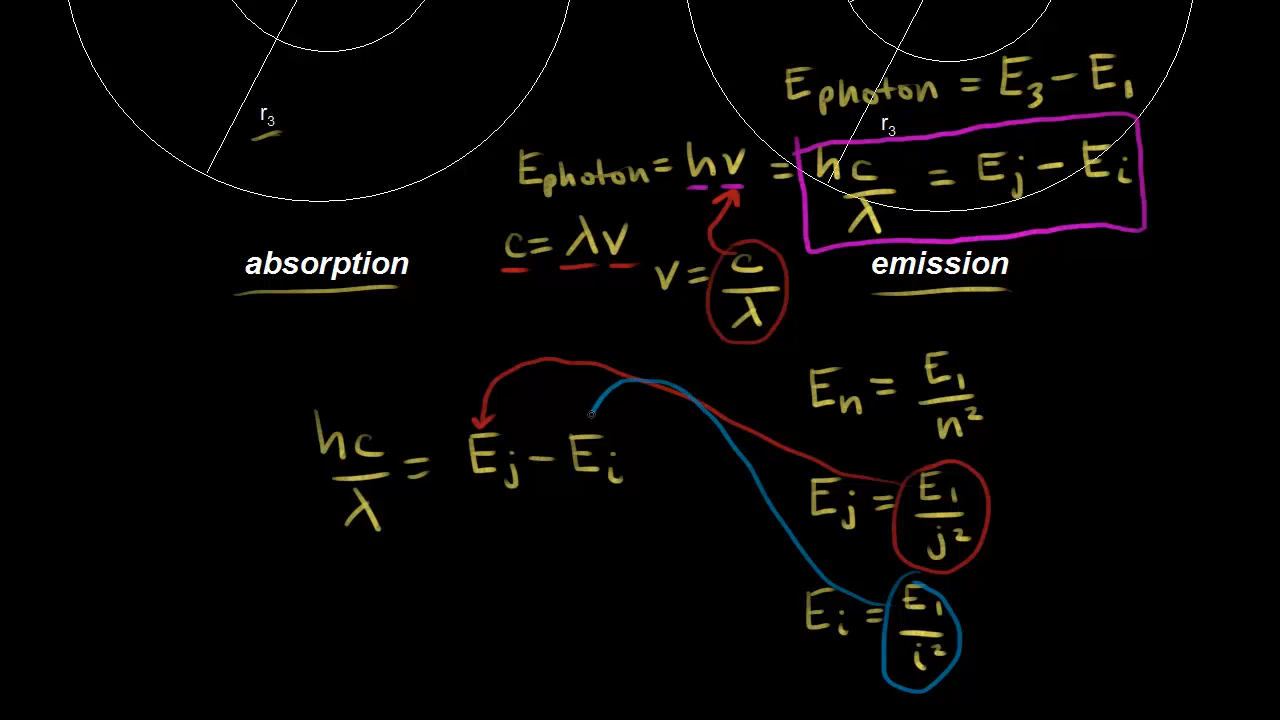 E photon = E₃ − E₁
r₃
r₃
E photon = hν = hc/λ = Eⱼ − Eᵢ
c = λν
ν = c/λ
absorption
emission
Eₙ = E₁/n²
hc/λ = Eⱼ − Eᵢ
Eⱼ = E₁/j²
Eᵢ = E₁/i²